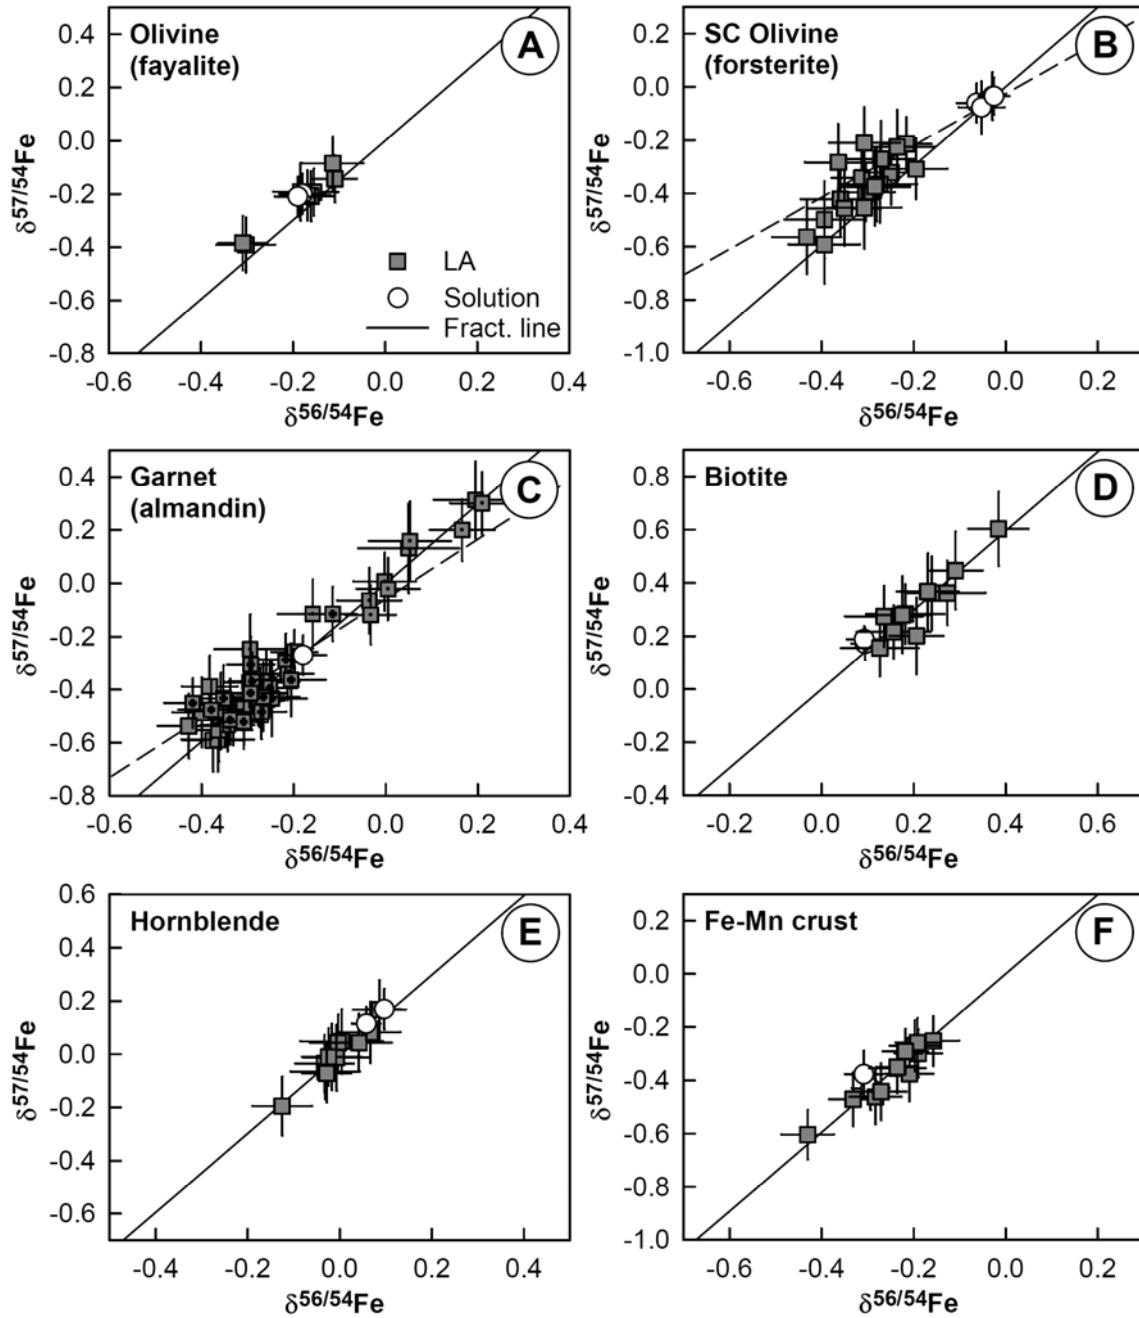 Olivine
(fayalite)
A
0.4
0.2
0.0
-0.2
-0.4
-0.6
-0.8
δ57/54Fe
LA
Solution
Fract. line
-0.6 -0.4 -0.2 0.0 0.2 0.4
δ56/54Fe
SC Olivine
(forsterite)
B
0.2
0.0
-0.2
-0.4
-0.6
-0.8
-1.0
δ57/54Fe
-0.6 -0.4 -0.2 0.0 0.2
δ56/54Fe
Garnet
(almandin)
C
0.4
0.2
0.0
-0.2
-0.4
-0.6
-0.8
δ57/54Fe
-0.6 -0.4 -0.2 0.0 0.2 0.4
δ56/54Fe
Biotite
D
0.8
0.6
0.4
0.2
0.0
-0.2
-0.4
δ57/54Fe
-0.2 0.0 0.2 0.4 0.6
δ56/54Fe
Hornblende
E
0.6
0.4
0.2
0.0
-0.2
-0.4
-0.6
δ57/54Fe
-0.4 -0.2 0.0 0.2 0.4
δ56/54Fe
Fe-Mn crust
F
0.2
0.0
-0.2
-0.4
-0.6
-0.8
-1.0
δ57/54Fe
-0.6 -0.4 -0.2 0.0 0.2
δ56/54Fe